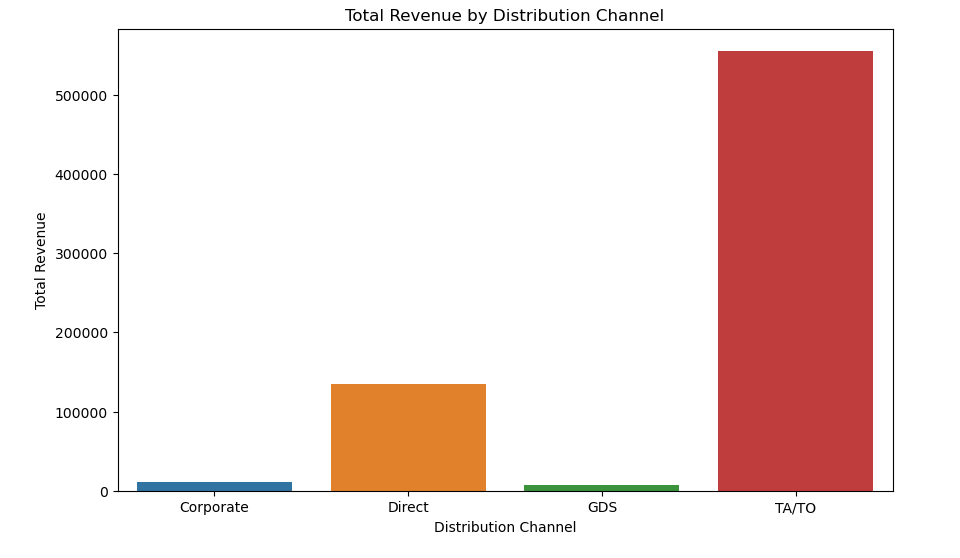 Total Revenue by Distribution Channel
Total Revenue
500000
400000
300000
200000
100000
0
Corporate Direct GDS TA/TO
Distribution Channel